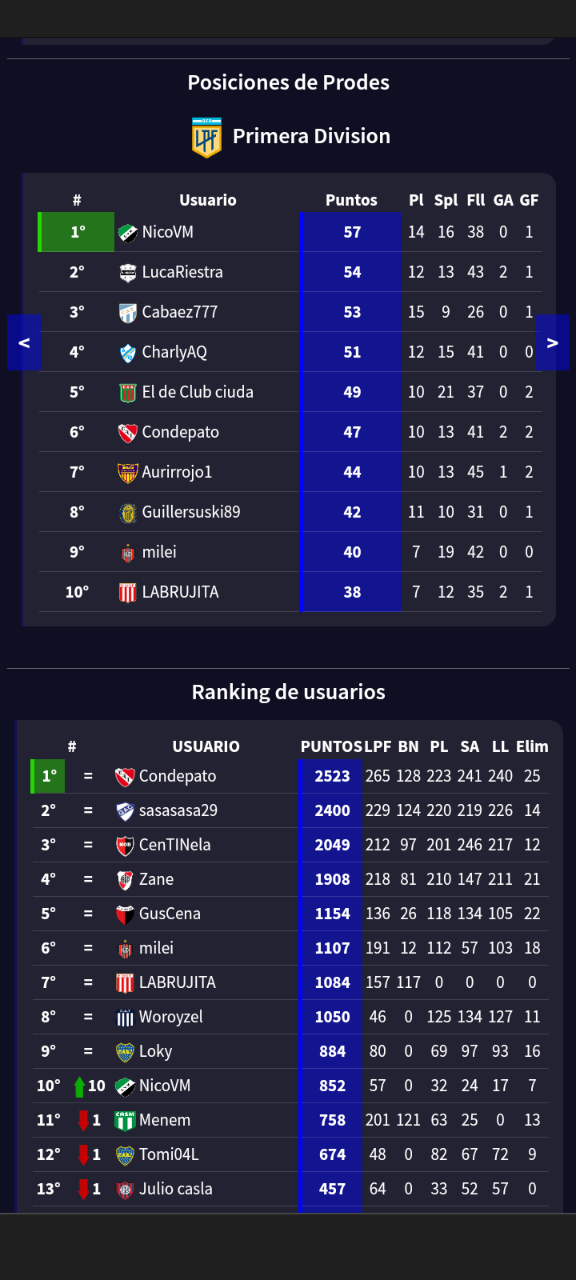 Posiciones de Prodes
LPF Primera Division
# Usuario Puntos Pl Spl Fll GA GF
1° NicoVM 57 14 16 38 0 1
2° LucaRiestra 54 12 13 43 2 1
3° Cabaez777 53 15 9 26 0 1
< 4° CharlyAQ 51 12 15 41 0 0 >
5° El de Club ciuda 49 10 21 37 0 2
6° Condepato 47 10 13 41 2 2
7° Aurirrojo1 44 10 13 45 1 2
8° Guillersuski89 42 11 10 31 0 1
9° milei 40 7 19 42 0 0
10° LABRUJITA 38 7 12 35 2 1
Ranking de usuarios
# USUARIO PUNTOS LPF BN PL SA LL Elim
1° = Condepato 2523 265 128 223 241 240 25
2° = sasasasa29 2400 229 124 220 219 226 14
3° = CenTINela 2049 212 97 201 246 217 12
4° = Zane 1908 218 81 210 147 211 21
5° = GusCena 1154 136 26 118 134 105 22
6° = milei 1107 191 12 112 57 103 18
7° = LABRUJITA 1084 157 117 0 0 0 0
8° = Woroyzel 1050 46 0 125 134 127 11
9° = Loky 884 80 0 69 97 93 16
10° 10 NicoVM 852 57 0 32 24 17 7
11° 1 Menem 758 201 121 63 25 0 13
12° 1 Tomi04L 674 48 0 82 67 72 9
13° 1 Julio casla 457 64 0 33 52 57 0